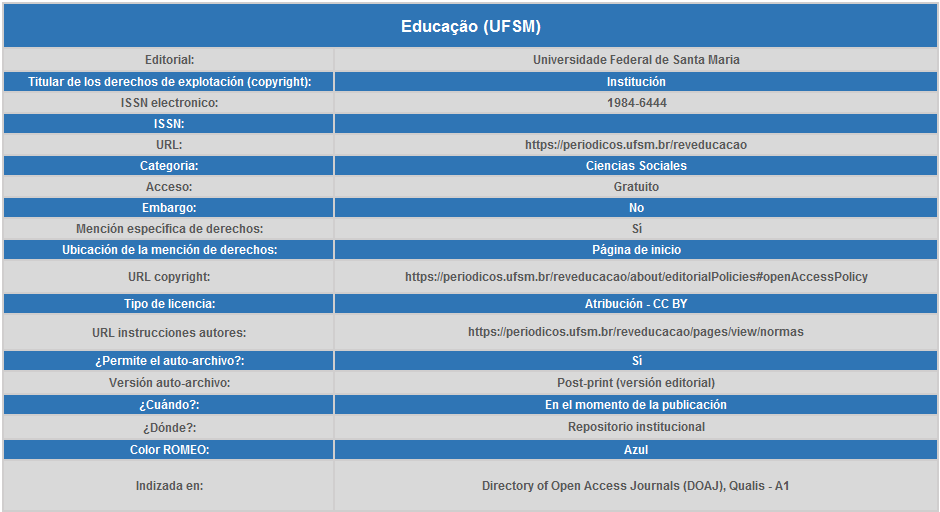 Educação (UFSM)
Editorial: Universidade Federal de Santa Maria
Titular de los derechos de explotación (copyright): Institución
ISSN electronico: 1984-6444
ISSN:
URL: https://periodicos.ufsm.br/reveducacao
Categoria: Ciencias Sociales
Acceso: Gratuito
Embargo: No
Mención específica de derechos: Sí
Ubicación de la mención de derechos: Página de inicio
URL copyright: https://periodicos.ufsm.br/reveducacao/about/editorialPolicies#openAccessPolicy
Tipo de licencia: Atribución - CC BY
URL instrucciones autores: https://periodicos.ufsm.br/reveducacao/pages/view/normas
¿Permite el auto-archivo?: Sí
Versión auto-archivo: Post-print (versión editorial)
¿Cuándo?: En el momento de la publicación
¿Dónde?: Repositorio institucional
Color ROMEO: Azul
Indizada en: Directory of Open Access Journals (DOAJ), Qualis - A1